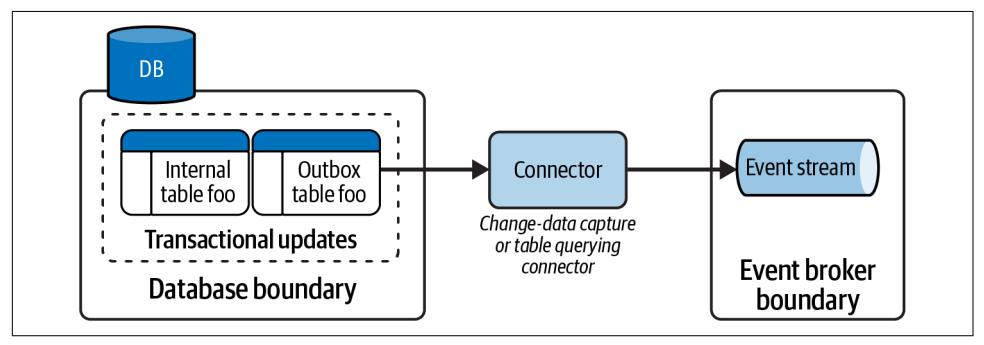 DB
Internal
table foo
Outbox
table foo
Transactional updates
Database boundary
Connector
Change-data capture
or table querying
connector
Event stream
Event broker
boundary